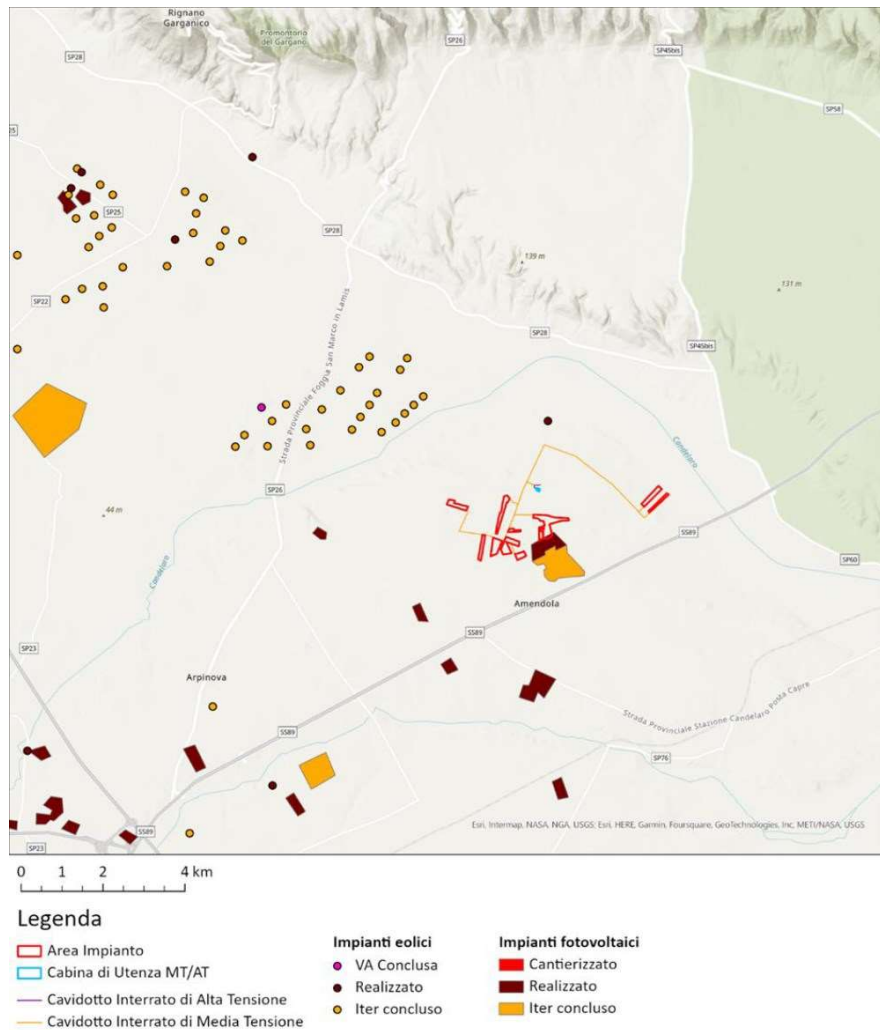 Rignano
Garganico
Promontorio
del Gargano
SP26
SP45bis
SP28
SP58
25
SP25
SP28
139 m
131 m
SP22
SP28
SP45bis
Strada Provinciale Foggia San Marco in Lamis
Candelaro
SP26
44 m
SS89
Candelaro
SP60
Amendola
SS89
SP23
Arpinova
Strada Provinciale Stazione Candelaro Posta Capre
SS89
SP76
SS89
Esri, Intermap, NASA, NGA, USGS; Esri, HERE, Garmin, Foursquare, GeoTechnologies, Inc, METI/NASA, USGS
SP23
0 1 2 4 km
Legenda
Area Impianto
Cabina di Utenza MT/AT
Cavidotto Interrato di Alta Tensione
Cavidotto Interrato di Media Tensione
Impianti eolici
VA Conclusa
Realizzato
Iter concluso
Impianti fotovoltaici
Cantierizzato
Realizzato
Iter concluso